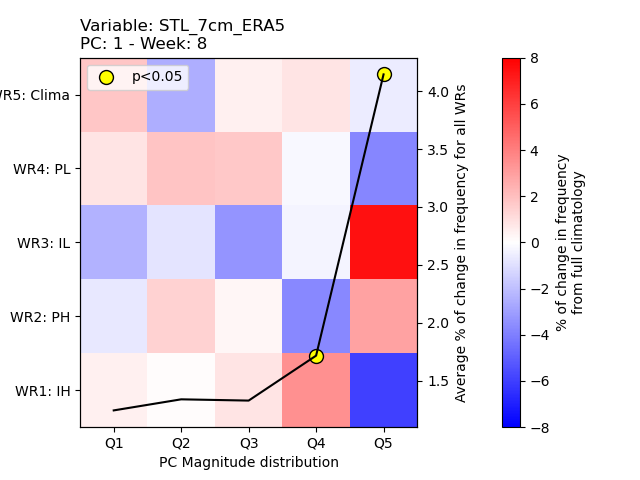 Variable: STL_7cm_ERA5
PC: 1 - Week: 8
p<0.05
WR5: Clima
WR4: PL
WR3: IL
WR2: PH
WR1: IH
Q1 Q2 Q3 Q4 Q5
PC Magnitude distribution
4.0
3.5
3.0
2.5
2.0
1.5
Average % of change in frequency for all WRs
8
6
4
2
0
−2
−4
−6
−8
% of change in frequency
from full climatology